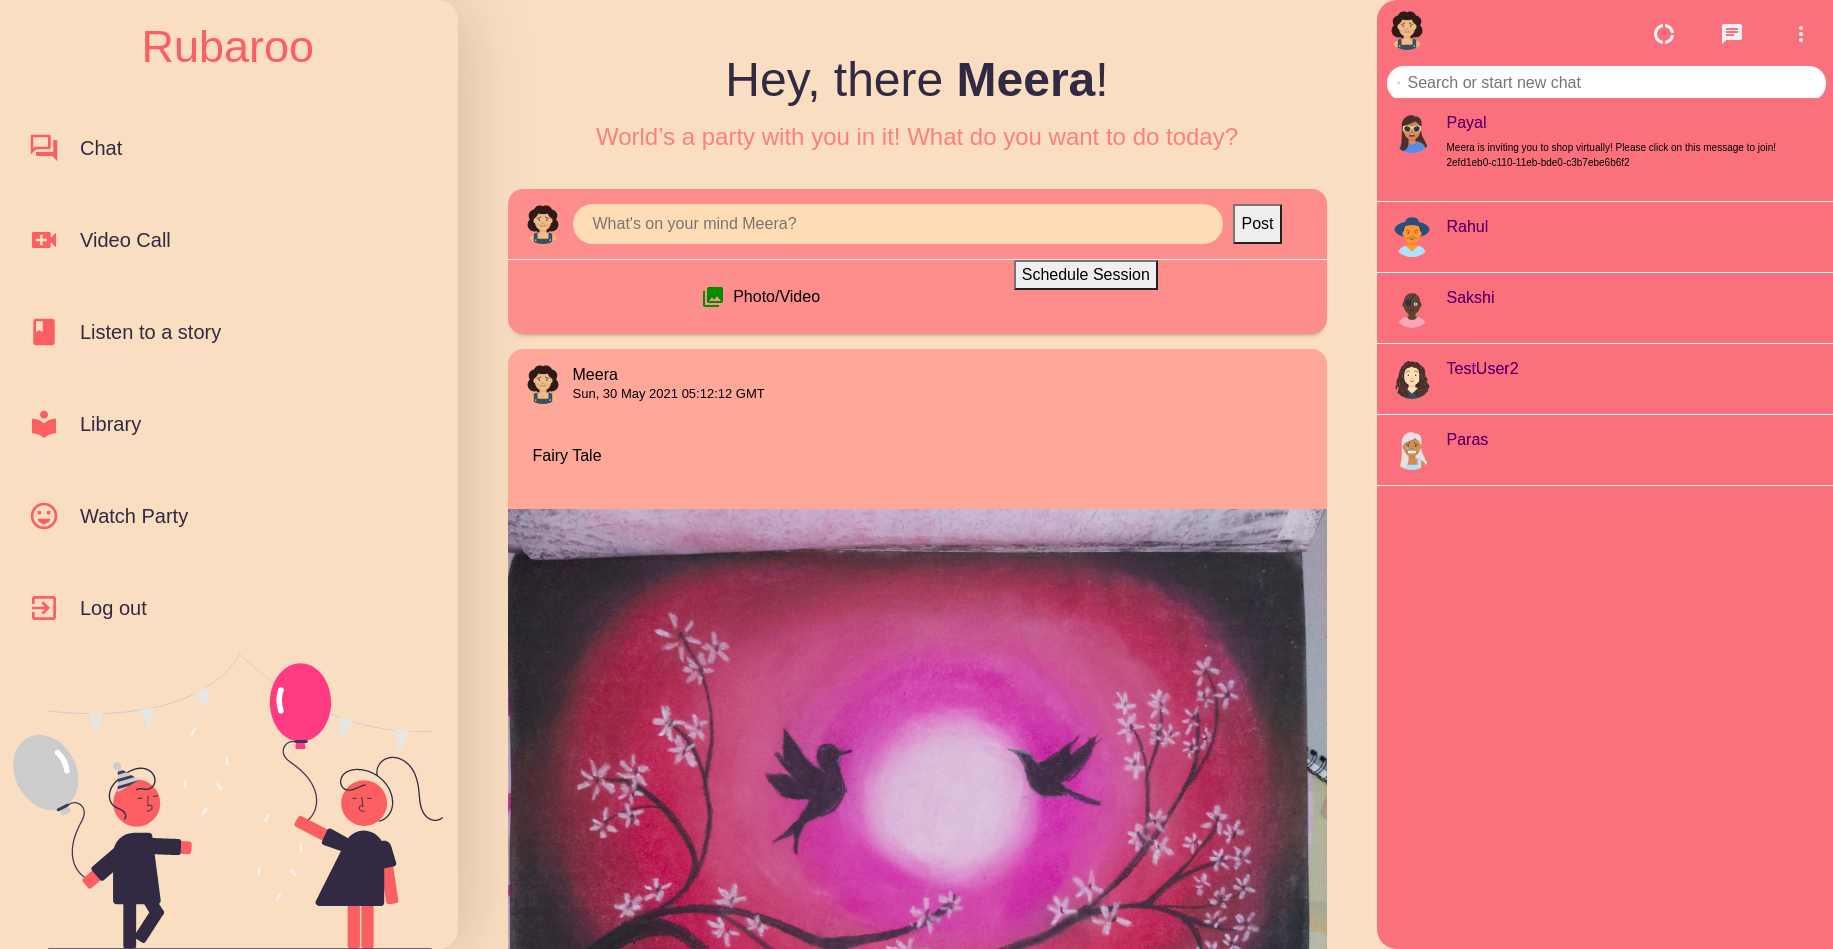 Rubaroo
Chat
Video Call
Listen to a story
Library
Watch Party
Log out
Hey, there Meera!
World’s a party with you in it! What do you want to do today?
What's on your mind Meera?
Post
Photo/Video
Schedule Session
Meera
Sun, 30 May 2021 05:12:12 GMT
Fairy Tale
Search or start new chat
Payal
Meera is inviting you to shop virtually! Please click on this message to join!
2efd1eb0-c110-11eb-bde0-c3b7ebe6b6f2
Rahul
Sakshi
TestUser2
Paras